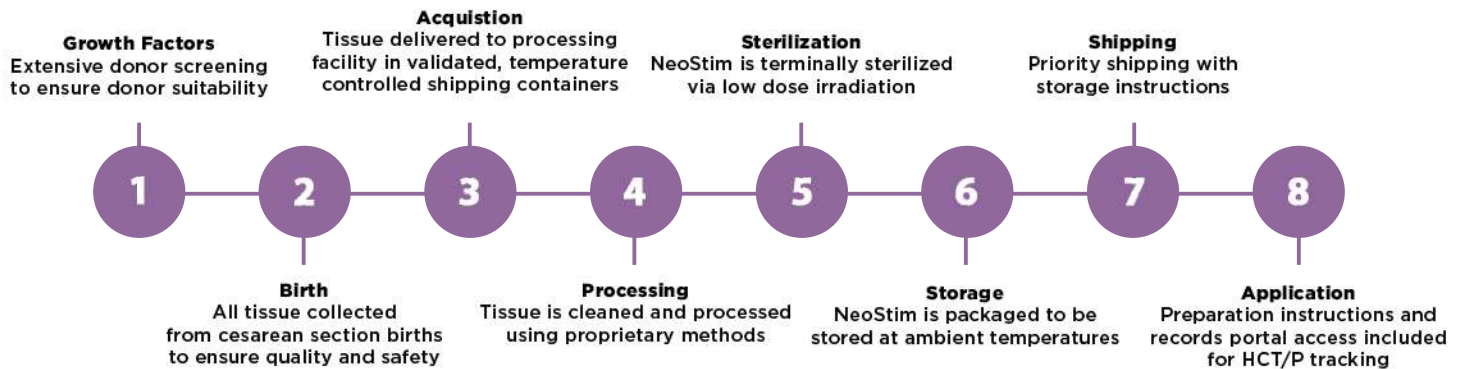 Growth Factors
Extensive donor screening
to ensure donor suitability
1
2
Birth
All tissue collected
from cesarean section births
to ensure quality and safety
Acquistion
Tissue delivered to processing
facility in validated, temperature
controlled shipping containers
3
4
Processing
Tissue is cleaned and processed
using proprietary methods
Sterilization
NeoStim is terminally sterilized
via low dose irradiation
5
6
Storage
NeoStim is packaged to be
stored at ambient temperatures
Shipping
Priority shipping with
storage instructions
7
8
Application
Preparation instructions and
records portal access included
for HCT/P tracking